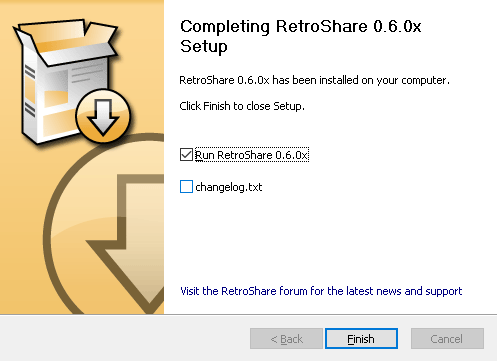 Completing RetroShare 0.6.0x
Setup
RetroShare 0.6.0x has been installed on your computer.
Click Finish to close Setup.
Run RetroShare 0.6.0x
changelog.txt
Visit the RetroShare forum for the latest news and support
< Back
Finish
Cancel